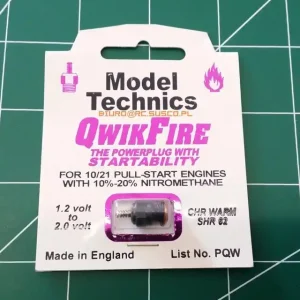 Model
Technics
BIURO@RC.SUSCO.PL
QWIKFIRE
THE POWERPLUG WITH
STARTABILITY
FOR 10/21 PULL-START ENGINES
WITH 10%-20% NITROMETHANE
1.2 volt
to
2.0 volt
CHR WARM
SHR 02
Made in England
List No. PQW